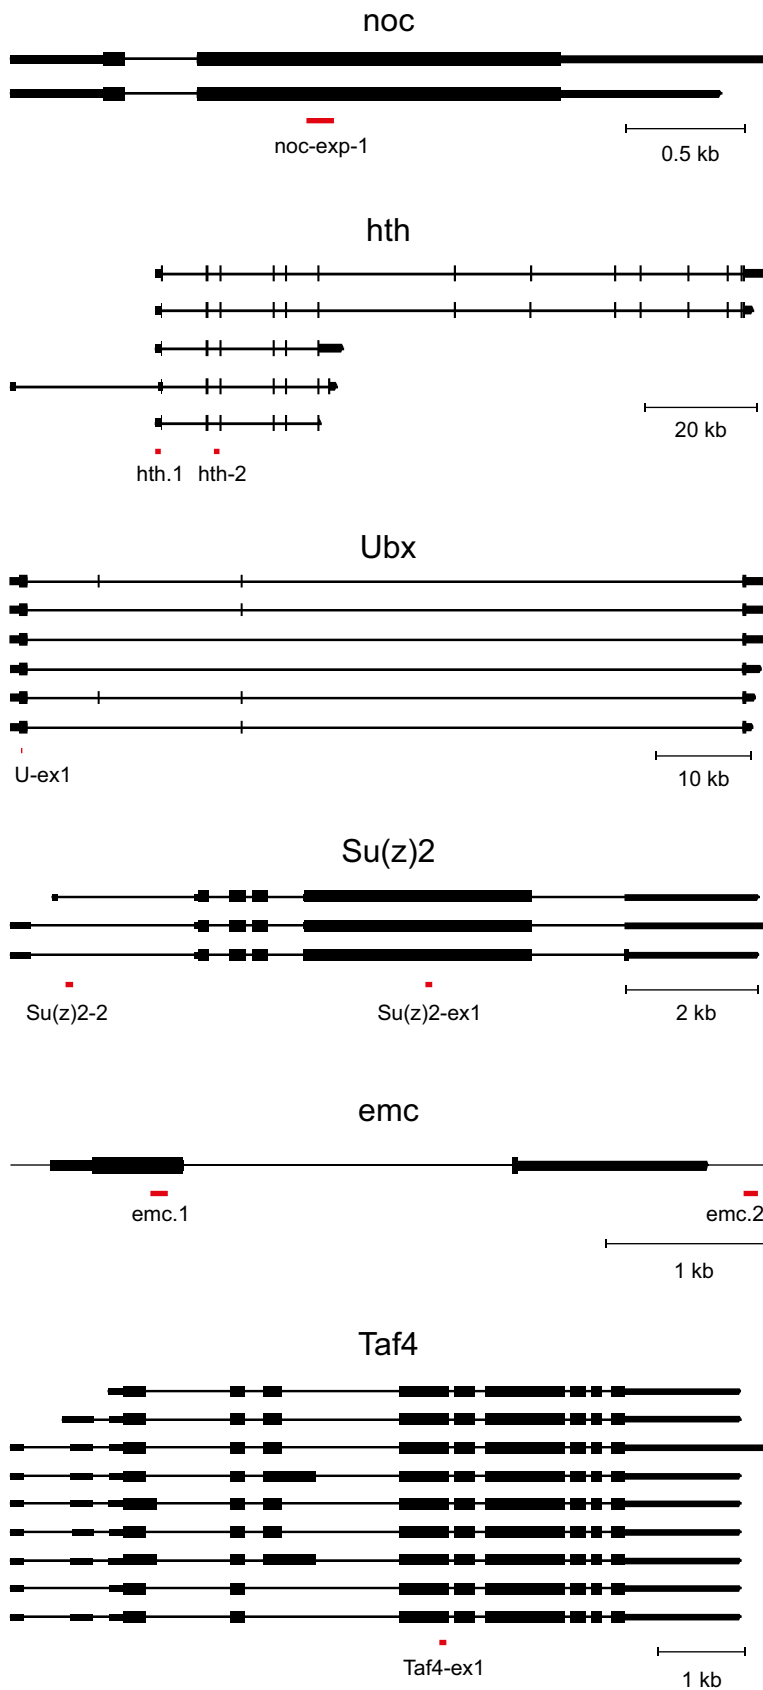 noc
noc-exp-1
0.5 kb
hth
20 kb
hth.1 hth-2
Ubx
U-ex1
10 kb
Su(z)2
Su(z)2-2 Su(z)2-ex1 2 kb
emc
emc.1 emc.2
1 kb
Taf4
Taf4-ex1
1 kb